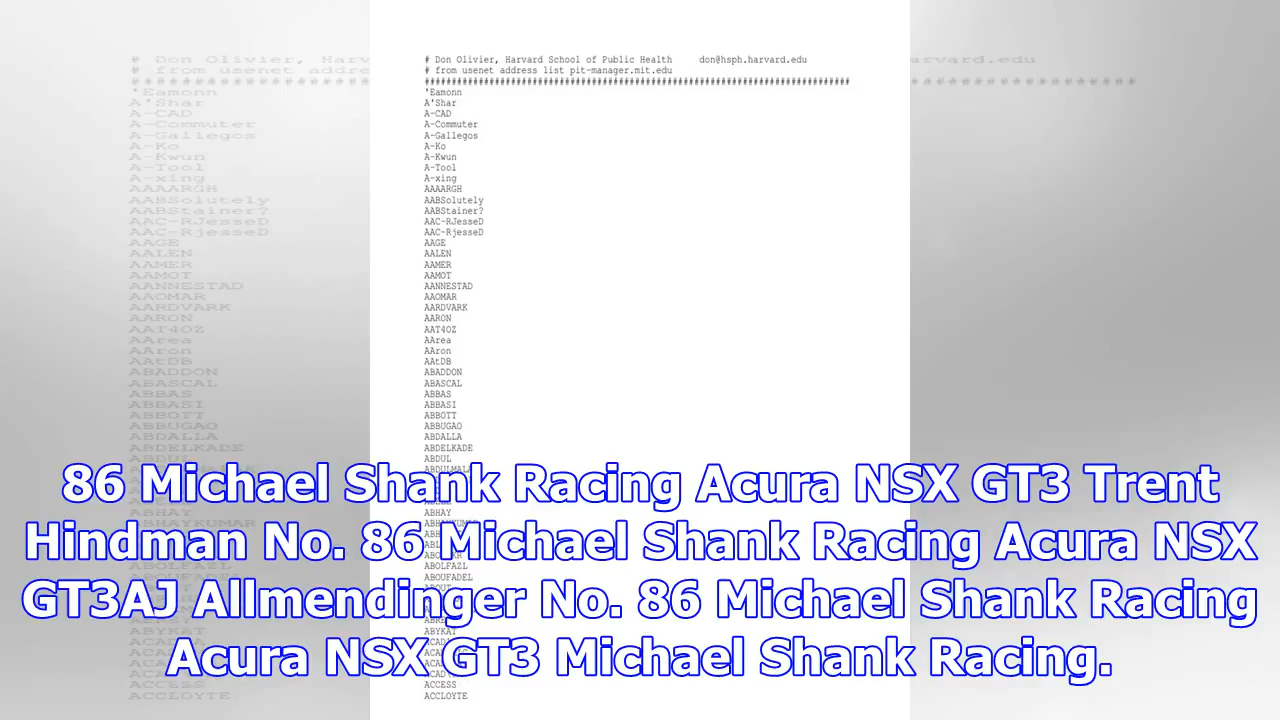 # Don Olivier, Harvard School of Public Health don@hsph.harvard.edu
# from usenet address list pit-manager.mit.edu
################################################################################
'Eamonn
A'Shar
A-CAD
A-Commuter
A-Gallegos
A-Ko
A-Kwun
A-Tool
A-xing
AAAARGH
AABSolutely
AABStainer?
AAC-RJesseD
AAC-RjesseD
AAGE
AALEN
AAMER
AAMOT
AANNESTAD
AAOMAR
AARDVARK
AARON
AAT4OZ
AArea
AAron
AAtDB
ABADDON
ABASCAL
ABBAS
ABBASI
ABBOTT
ABBUGAO
ABDALLA
ABDELKADE
ABDUL
86 Michael Shank Racing Acura NSX GT3 Trent
ABHAY
ABHAYKUMAR
Hindman No. 86 Michael Shank Racing Acura NSX
ABOLFAZL
ABOUFADEL
GT3AJ Allmendinger No. 86 Michael Shank Racing
ABYKAT
Acura NSX GT3 Michael Shank Racing.
ACCESS
ACCLOYTE